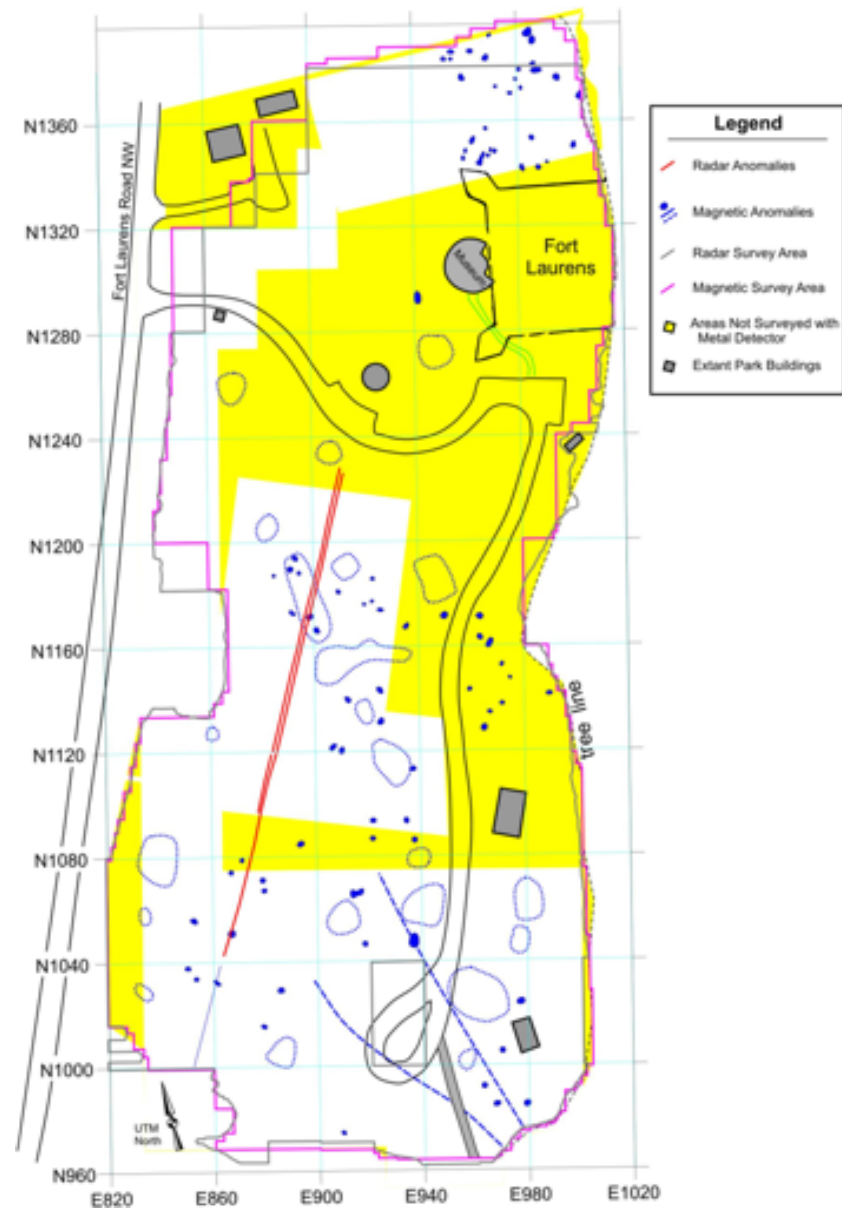 Legend
Radar Anomalies
Magnetic Anomalies
Radar Survey Area
Magnetic Survey Area
Areas Not Surveyed with
Metal Detector
Extant Park Buildings
Fort Laurens Road NW
Museum
Fort
Laurens
tree line
UTM
North
N1360
N1320
N1280
N1240
N1200
N1160
N1120
N1080
N1040
N1000
N960
E820
E860
E900
E940
E980
E1020